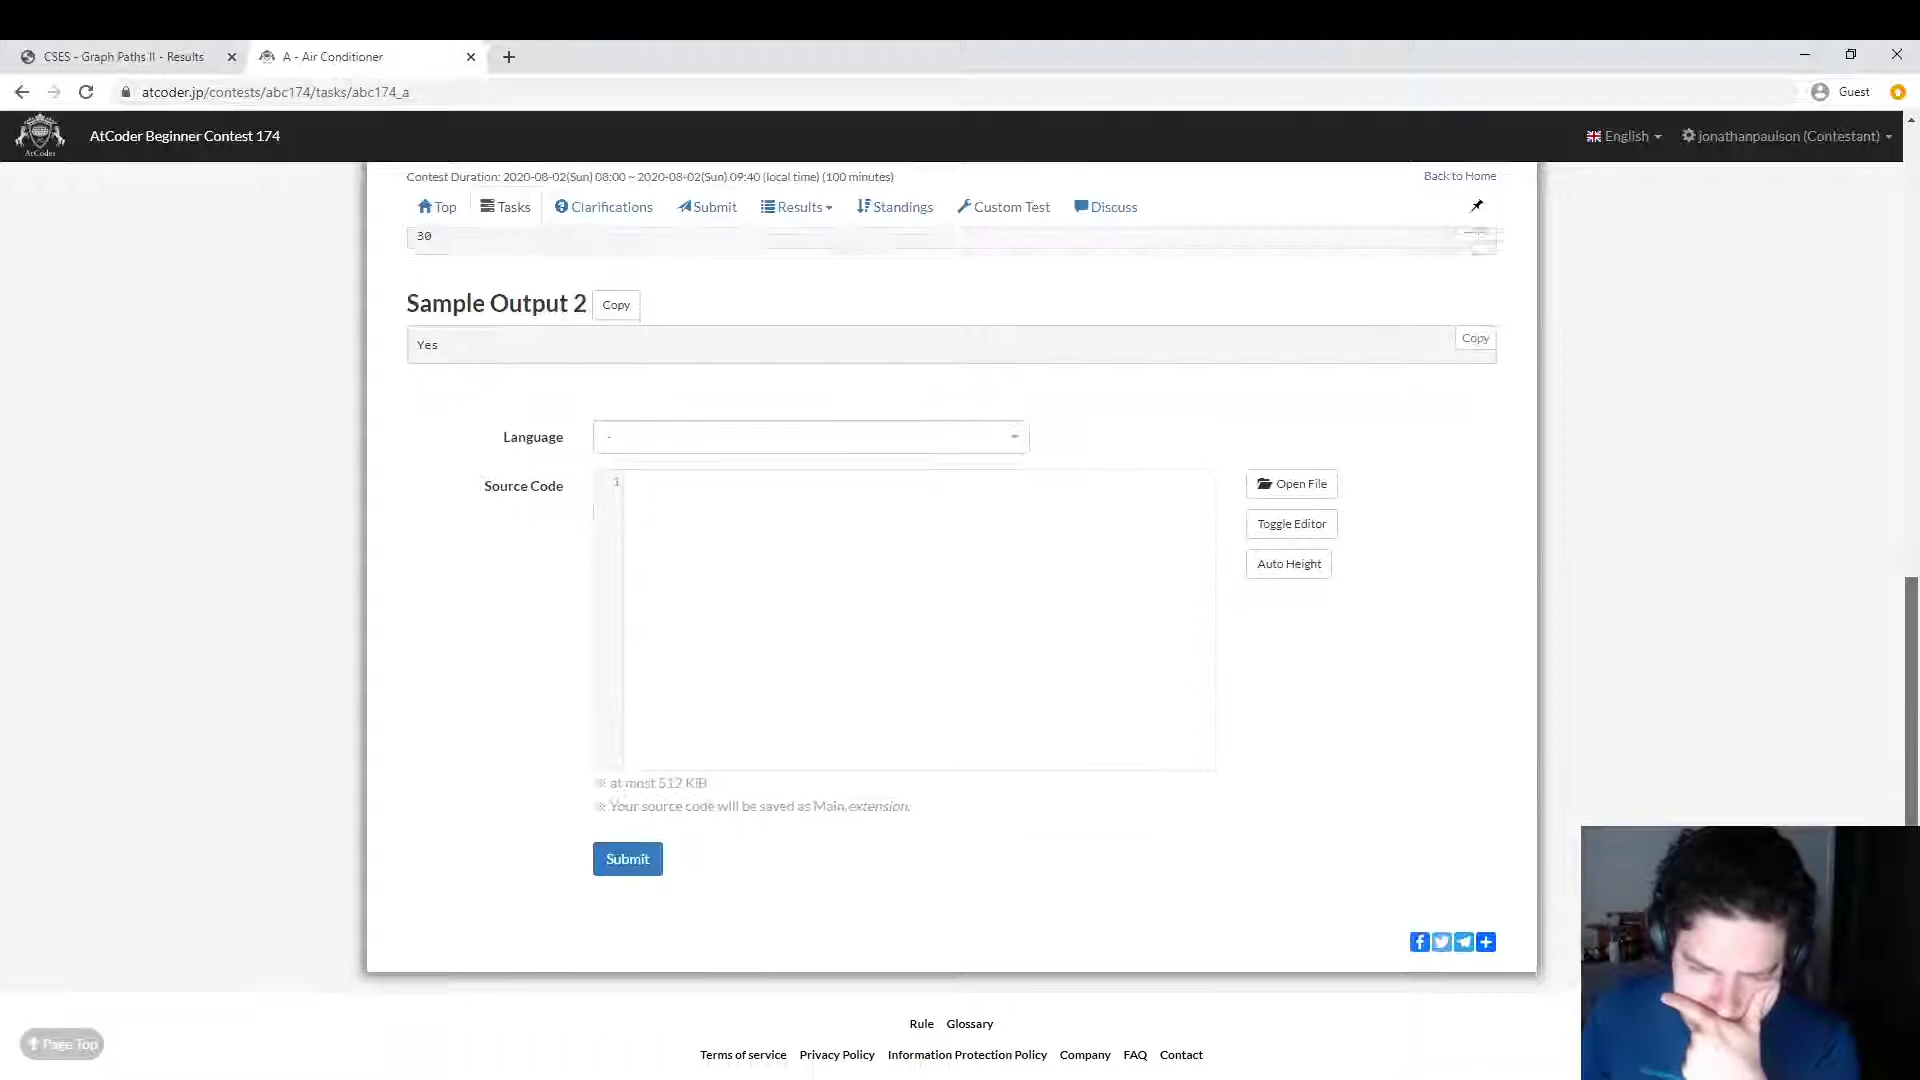 CSES - Graph Paths II - Results
A - Air Conditioner
atcoder.jp/contests/abc174/tasks/abc174_a
Guest
AtCoder
AtCoder Beginner Contest 174
English
jonathanpaulson (Contestant)
Contest Duration: 2020-08-02(Sun) 08:00 ~ 2020-08-02(Sun) 09:40 (local time) (100 minutes)
Back to Home
Top
Tasks
Clarifications
Submit
Results
Standings
Custom Test
Discuss
30
Sample Output 2
Copy
Yes
Copy
Language
-
Source Code
1
Open File
Toggle Editor
Auto Height
※ at most 512 KiB
※ Your source code will be saved as Main.extension.
Submit
Page Top
Rule Glossary
Terms of service Privacy Policy Information Protection Policy Company FAQ Contact